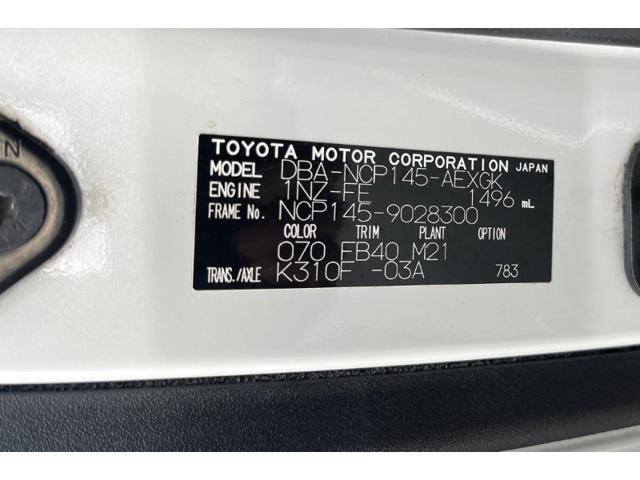 TOYOTA MOTOR CORPORATION JAPAN
MODEL DBA-NCP145-AEXGK
ENGINE 1NZ-FE 1496 mL
FRAME No. NCP145-9028300
COLOR TRIM PLANT OPTION
070 FB40 M21
TRANS./AXLE K310F -03A 783